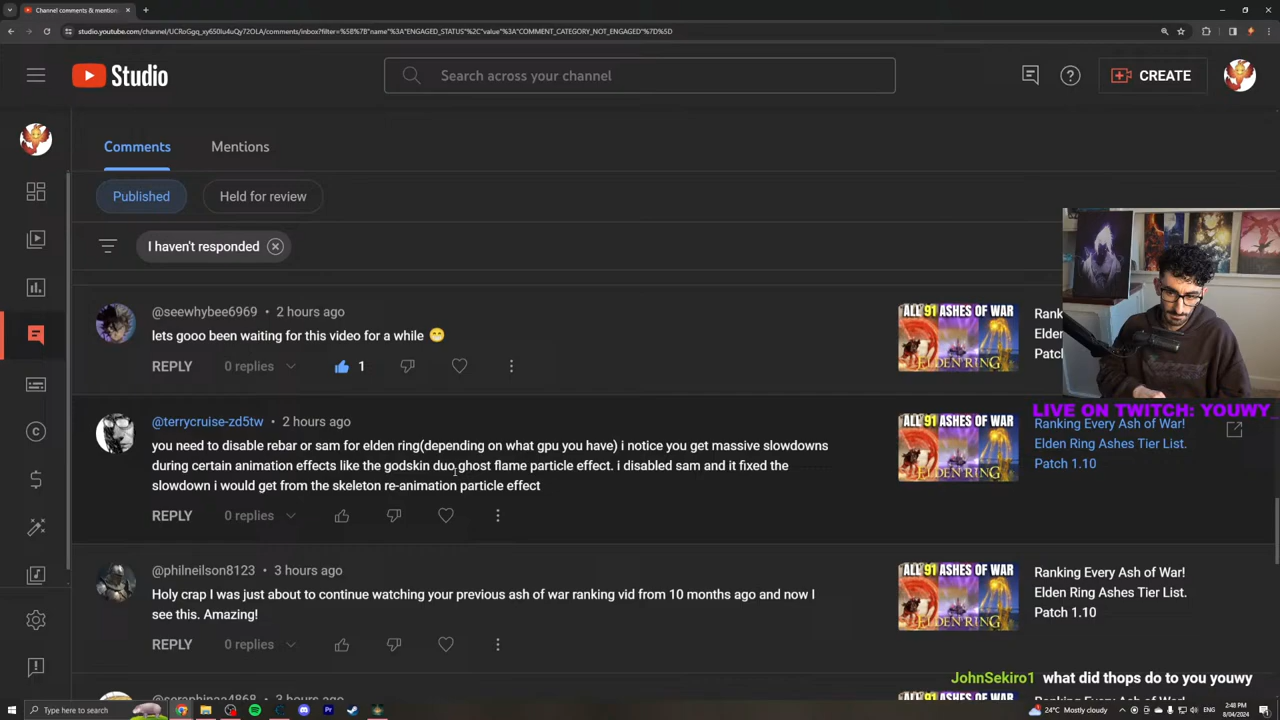 Channel comments & mentions
studio.youtube.com/channel/UCRoGgq_xy650Iu4uQy72OLA/comments/inbox?filter=%5B%7B"name"%3A"ENGAGED_STATUS"%2C"value"%3A"COMMENT_CATEGORY_NOT_ENGAGED"%7D%5D
Studio
Search across your channel
CREATE
Comments
Mentions
Published
Held for review
I haven't responded
@seewhybee6969 • 2 hours ago
lets gooo been waiting for this video for a while 😁
REPLY 0 replies 1
ALL 91 ASHES OF WAR
ELDEN RING
Rank
Elden
Patch
LIVE ON TWITCH: YOUWY
@terrycruise-zd5tw • 2 hours ago
you need to disable rebar or sam for elden ring(depending on what gpu you have) i notice you get massive slowdowns
during certain animation effects like the godskin duo ghost flame particle effect. i disabled sam and it fixed the
slowdown i would get from the skeleton re-animation particle effect
REPLY 0 replies
ALL 91 ASHES OF WAR
ELDEN RING
Ranking Every Ash of War!
Elden Ring Ashes Tier List.
Patch 1.10
@philneilson8123 • 3 hours ago
Holy crap I was just about to continue watching your previous ash of war ranking vid from 10 months ago and now I
see this. Amazing!
REPLY 0 replies
ALL 91 ASHES OF WAR
ELDEN RING
Ranking Every Ash of War!
Elden Ring Ashes Tier List.
Patch 1.10
JohnSekiro1 what did thops do to you youwy
Type here to search
24°C Mostly cloudy
ENG
2:48 PM
8/04/2024